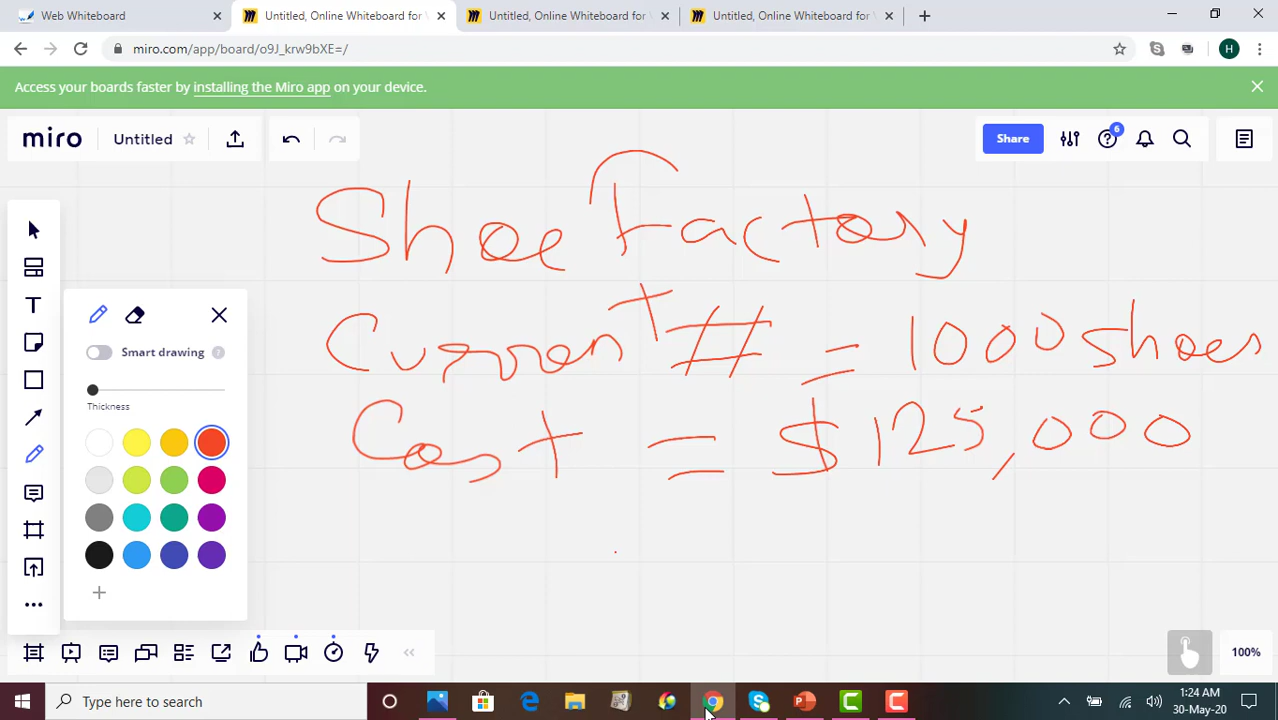 Web Whiteboard
Untitled, Online Whiteboard for
Untitled, Online Whiteboard for
Untitled, Online Whiteboard for
miro.com/app/board/o9J_krw9bXE=/
H
Access your boards faster by installing the Miro app on your device.
miro
Untitled
Share
6
Shoe Factory
Current # = 1000 shoes
Cost = $125,000
T
Smart drawing
Thickness
100%
Type here to search
1:24 AM
30-May-20